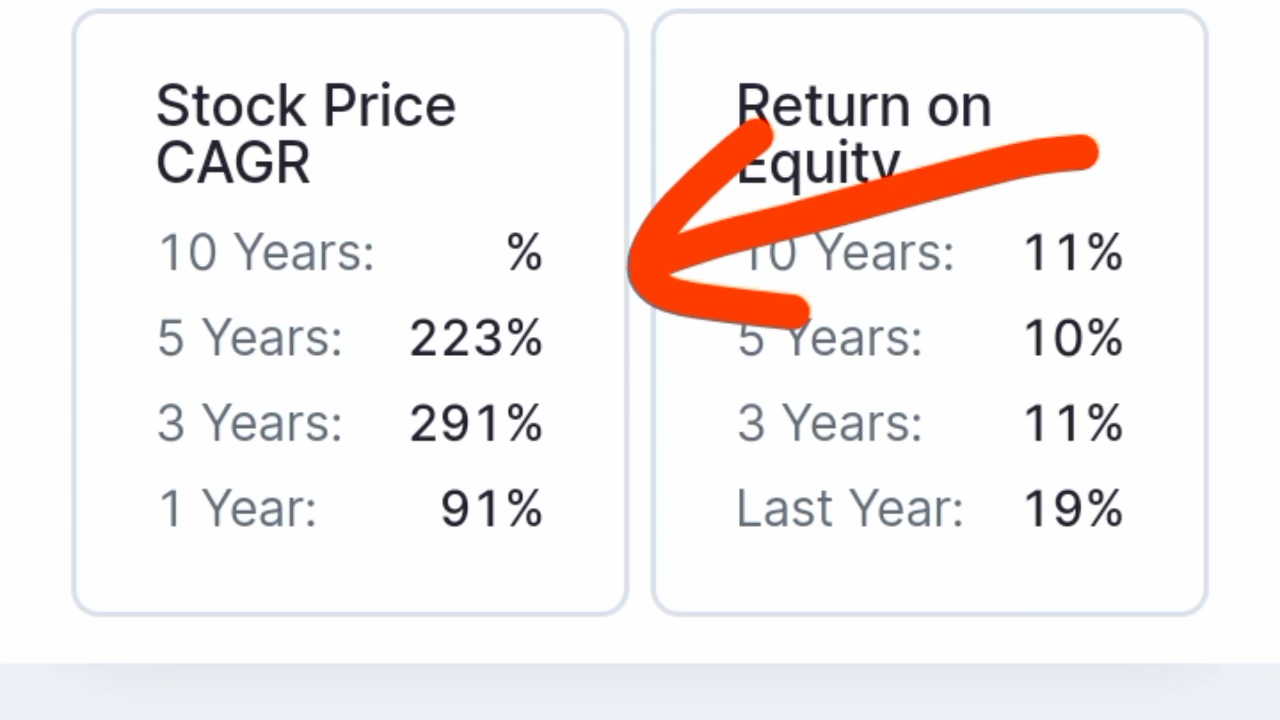 Stock Price
CAGR
10 Years: %
5 Years: 223%
3 Years: 291%
1 Year: 91%
Return on
Equity
10 Years: 11%
5 Years: 10%
3 Years: 11%
Last Year: 19%